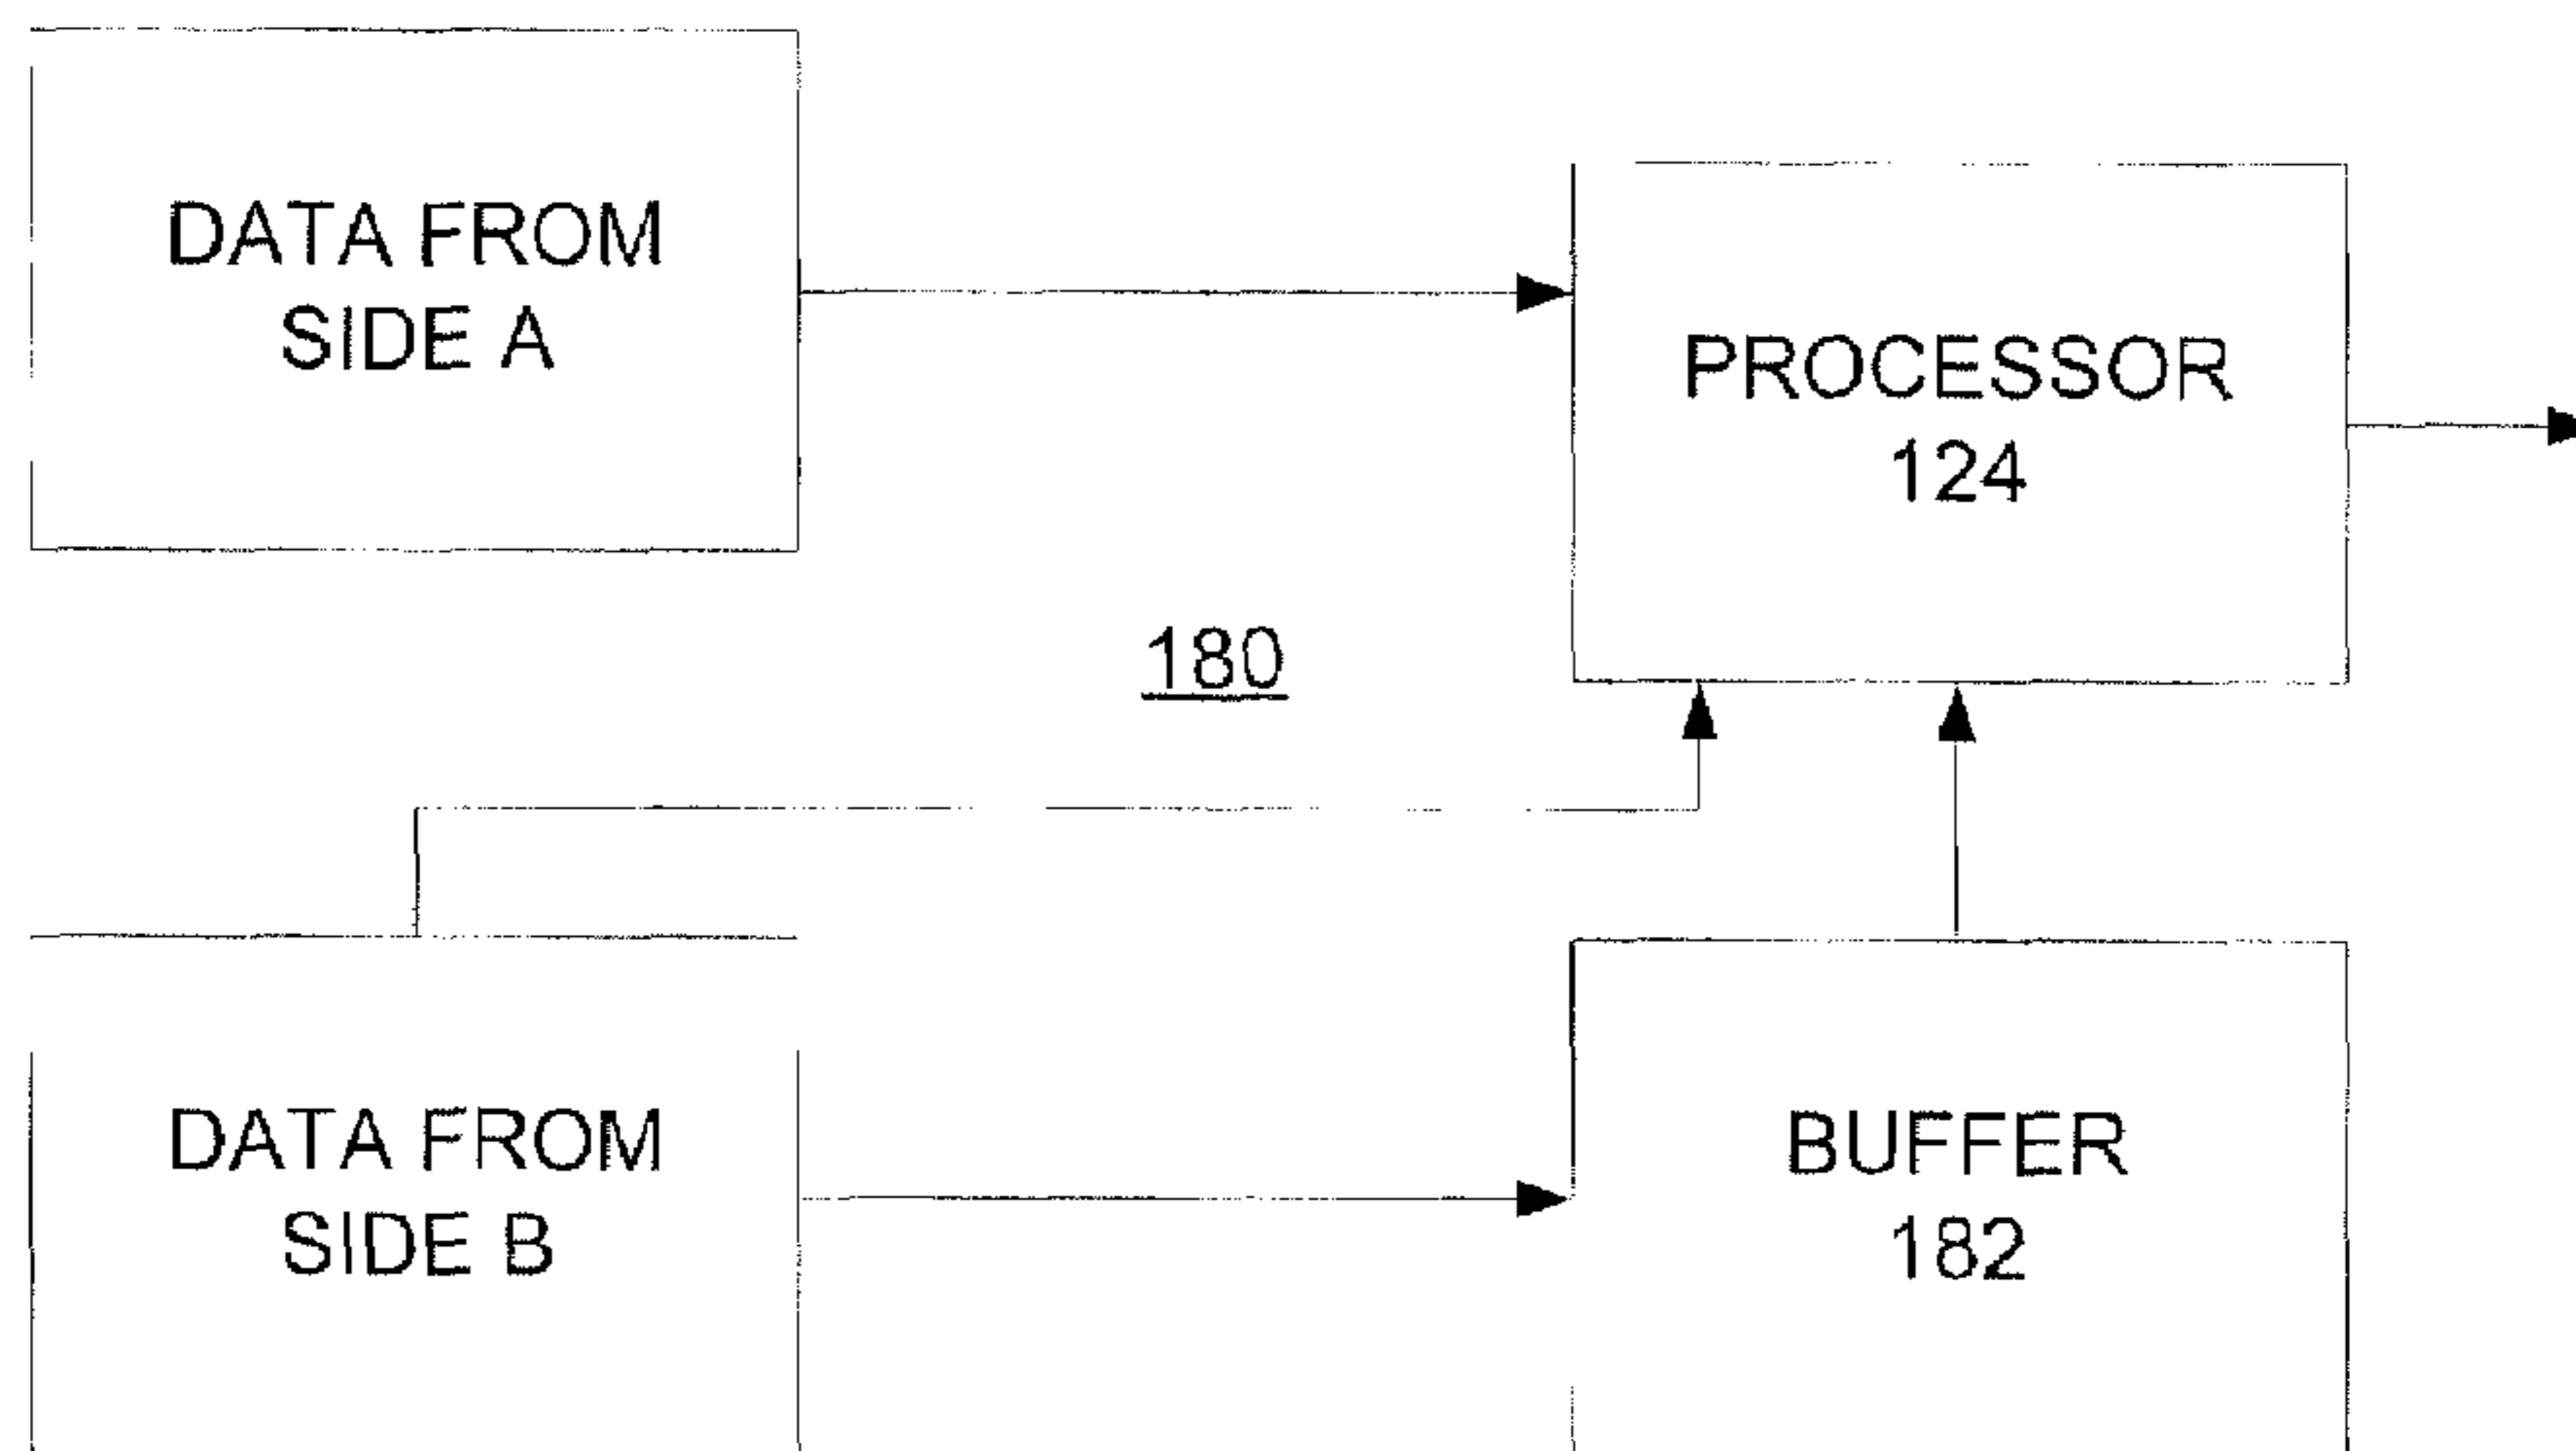 DATA FROM
SIDE A
PROCESSOR
124
180
DATA FROM
SIDE B
BUFFER
182